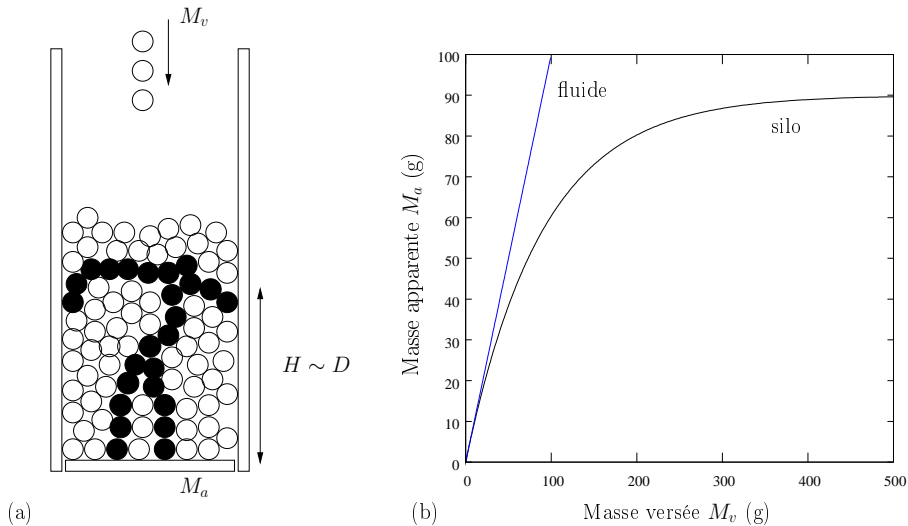 M_v
H ∼ D
M_a
(a)
100
90
80
70
60
50
40
30
20
10
0
0
100
200
300
400
500
fluide
silo
Masse apparente M_a (g)
Masse versée M_v (g)
(b)